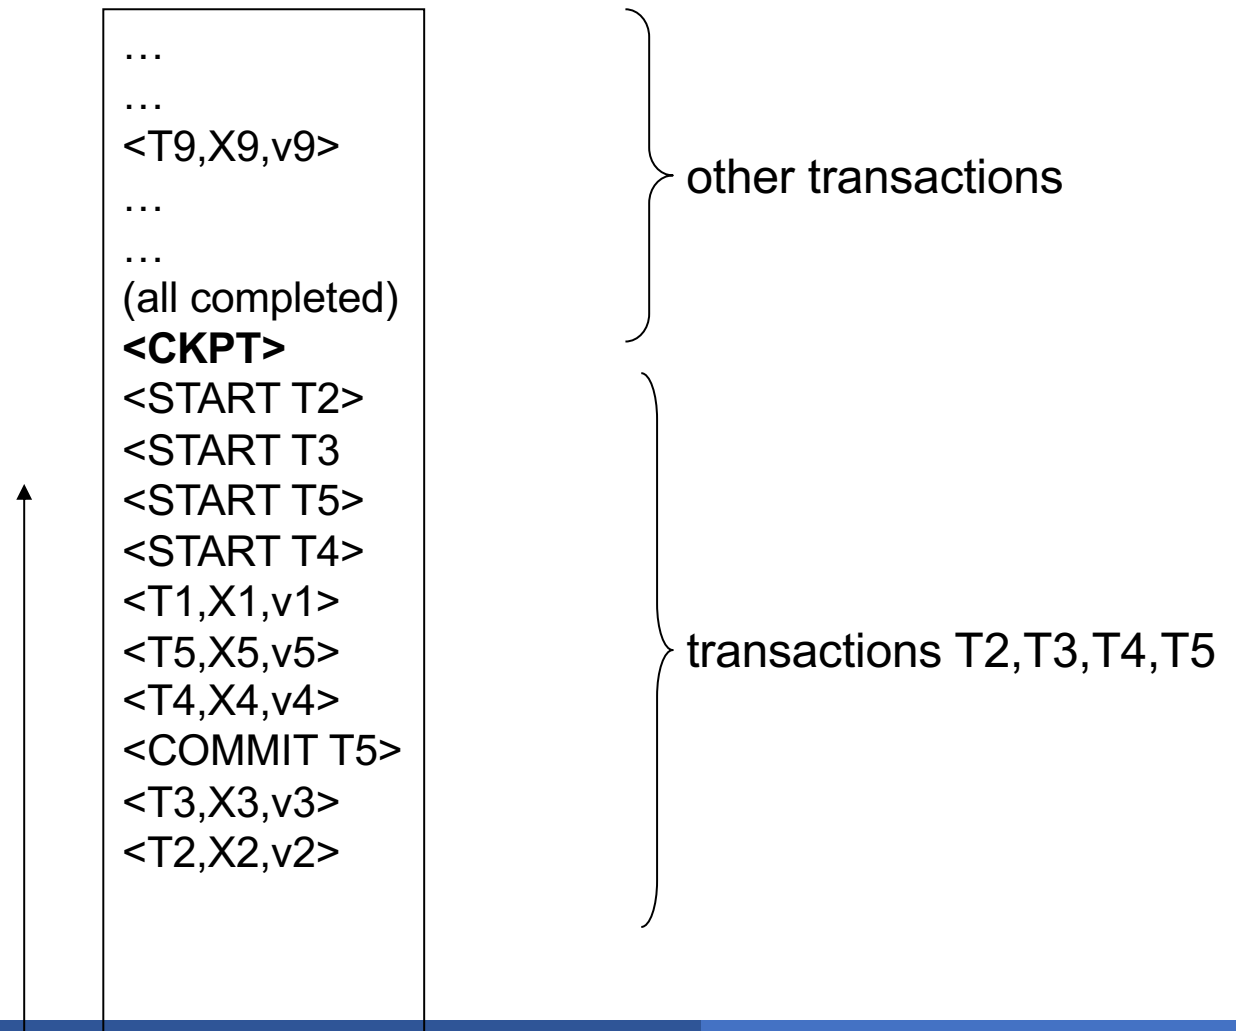 …
…
<T9,X9,v9>
…
…
(all completed)
<CKPT>
<START T2>
<START T3
<START T5>
<START T4>
<T1,X1,v1>
<T5,X5,v5>
<T4,X4,v4>
<COMMIT T5>
<T3,X3,v3>
<T2,X2,v2>
other transactions
transactions T2,T3,T4,T5